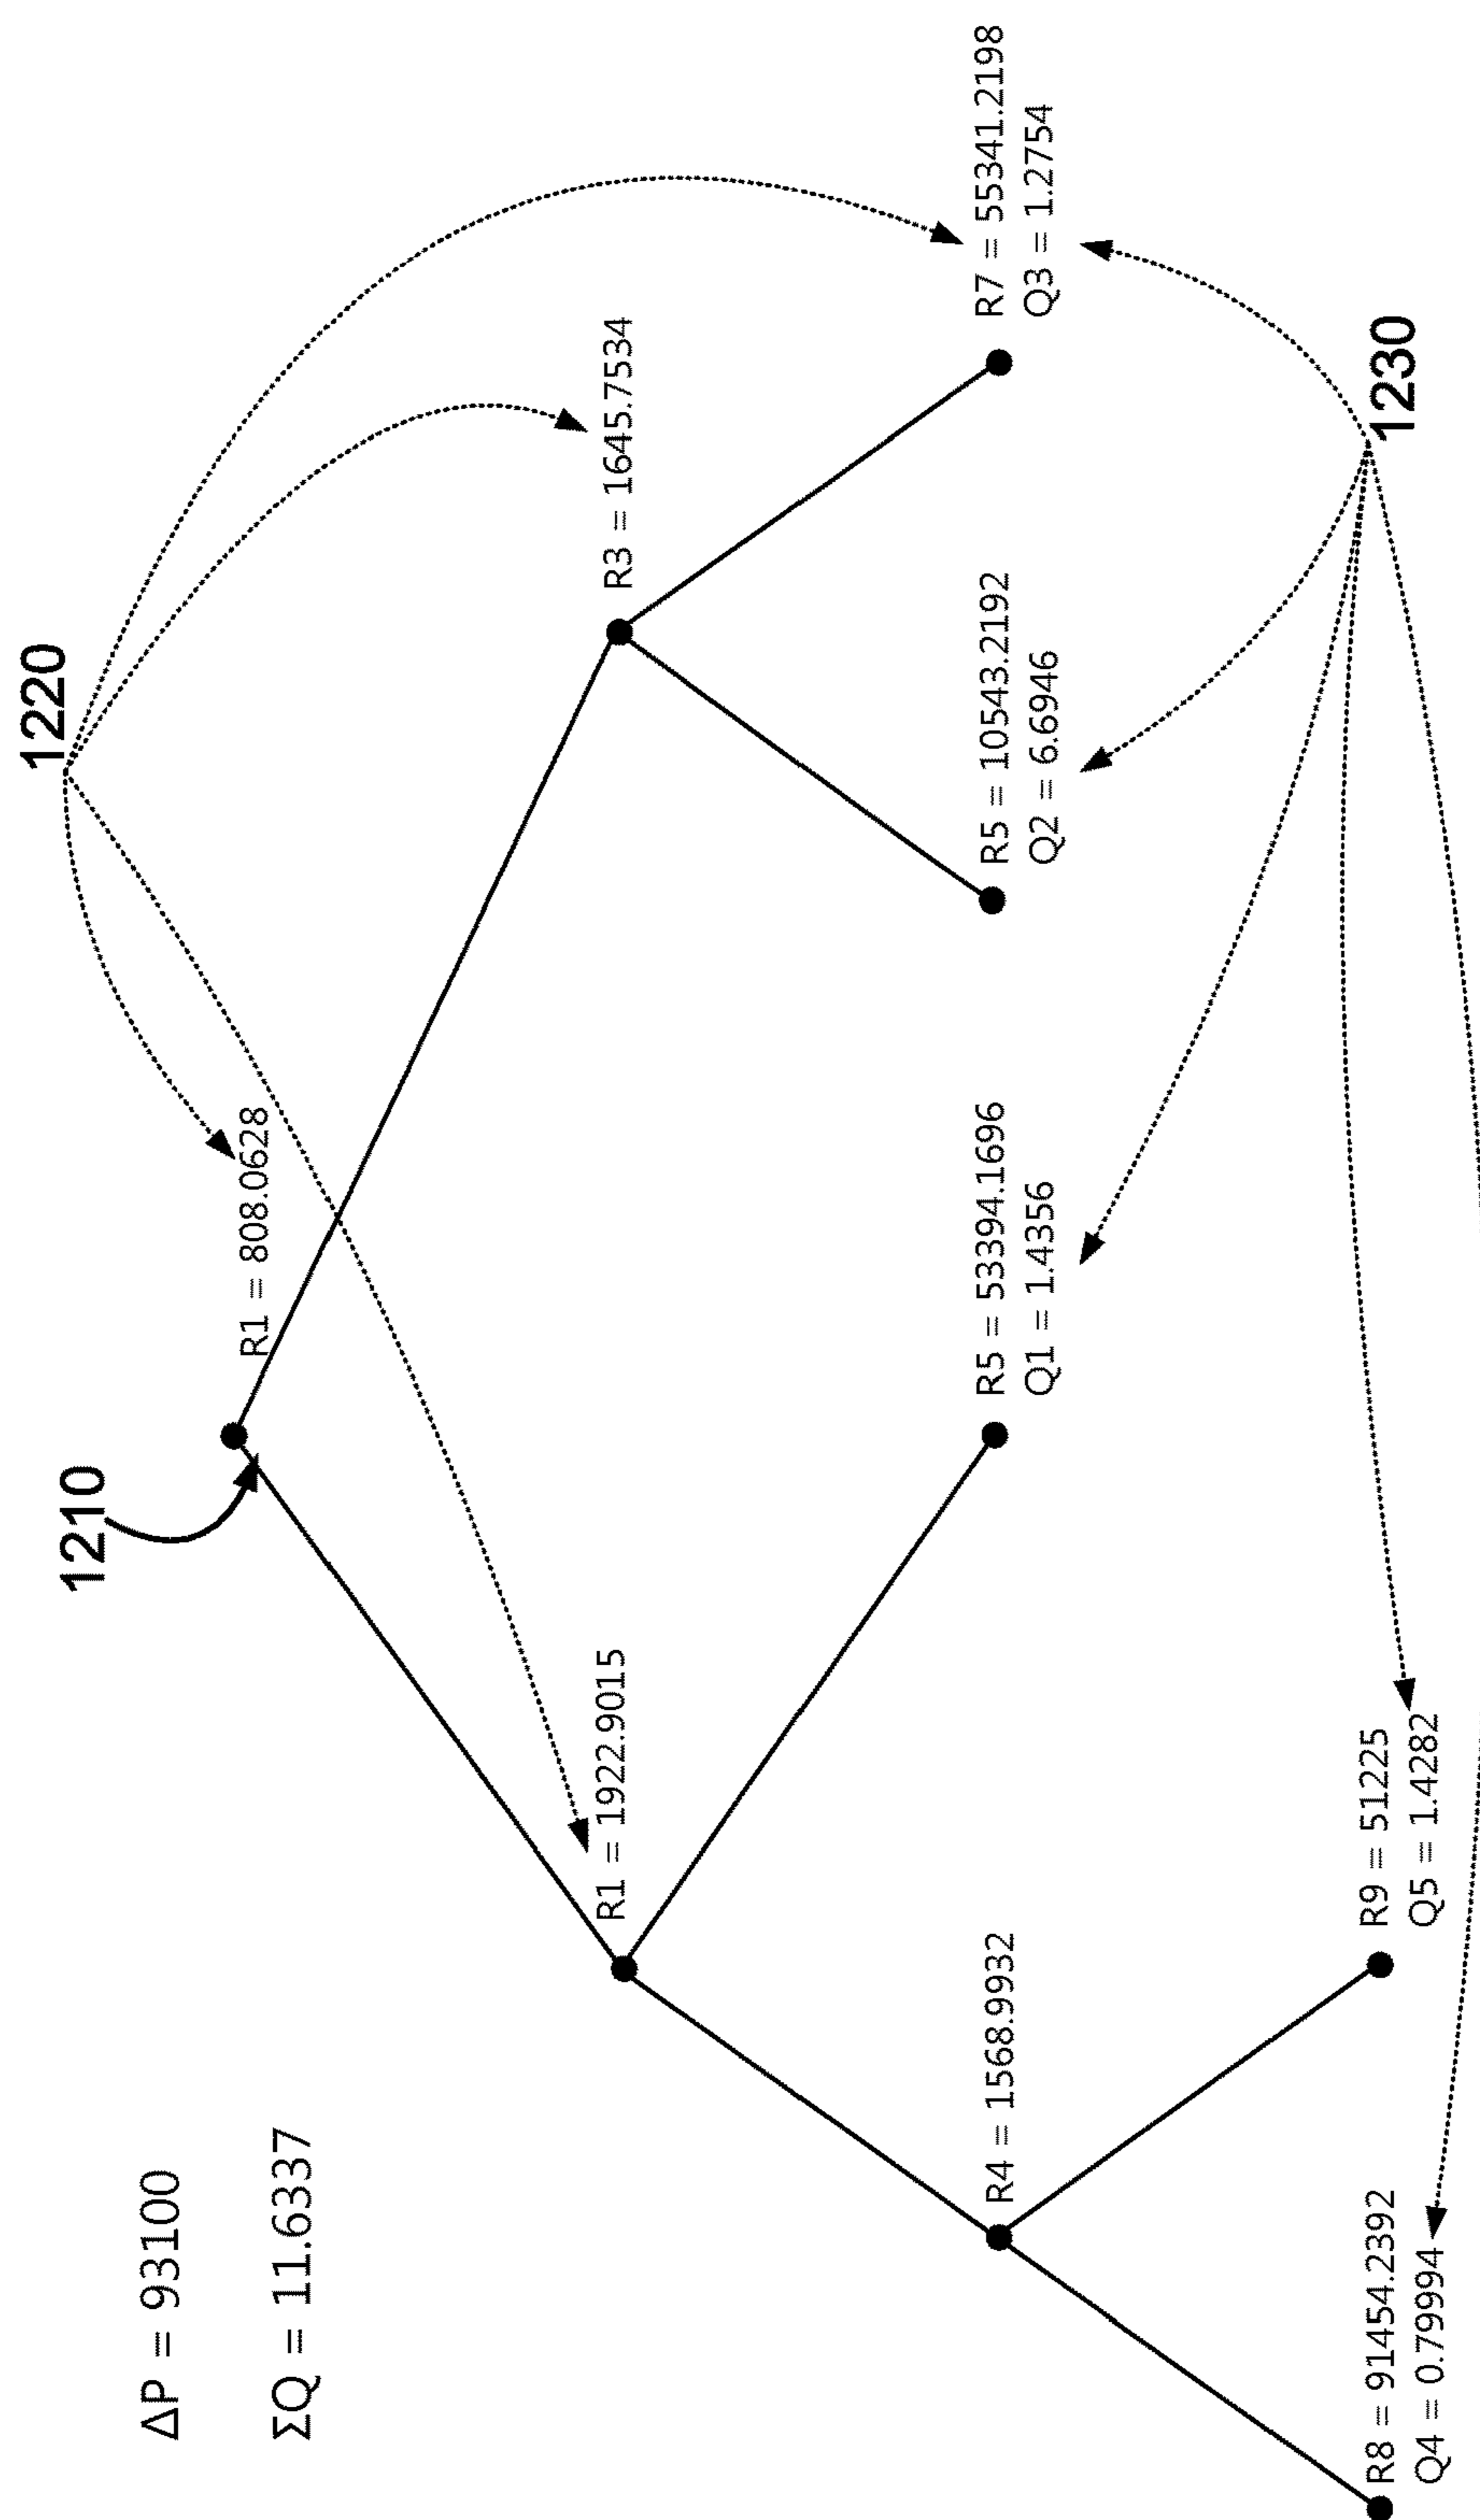 1220
1210
ΔP = 93100
ΣQ = 11.6337
R1 = 808.0628
R1 = 1922.9015
R3 = 1645.7534
R4 = 1568.9932
R5 = 53394.1696
Q1 = 1.4356
R5 = 10543.2192
Q2 = 6.6946
R7 = 55341.2198
Q3 = 1.2754
R8 = 91454.2392
Q4 = 0.79994
R9 = 51225
Q5 = 1.4282
1230